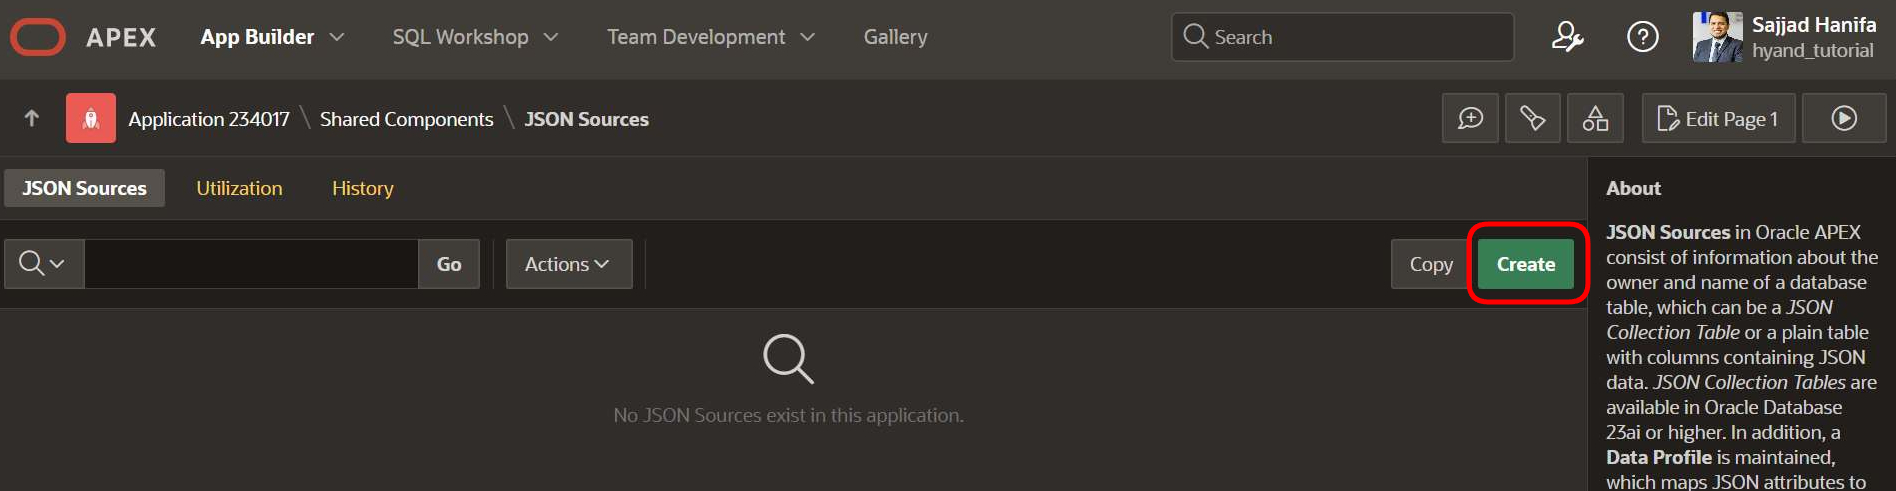 APEX App Builder SQL Workshop Team Development Gallery Search Sajjad Hanifa
hyand_tutorial
Application 234017 \ Shared Components \ JSON Sources Edit Page 1
JSON Sources Utilization History
Go Actions Copy Create
No JSON Sources exist in this application.
About
JSON Sources in Oracle APEX
consist of information about the
owner and name of a database
table, which can be a JSON
Collection Table or a plain table
with columns containing JSON
data. JSON Collection Tables are
available in Oracle Database
23ai or higher. In addition, a
Data Profile is maintained,
which maps JSON attributes to